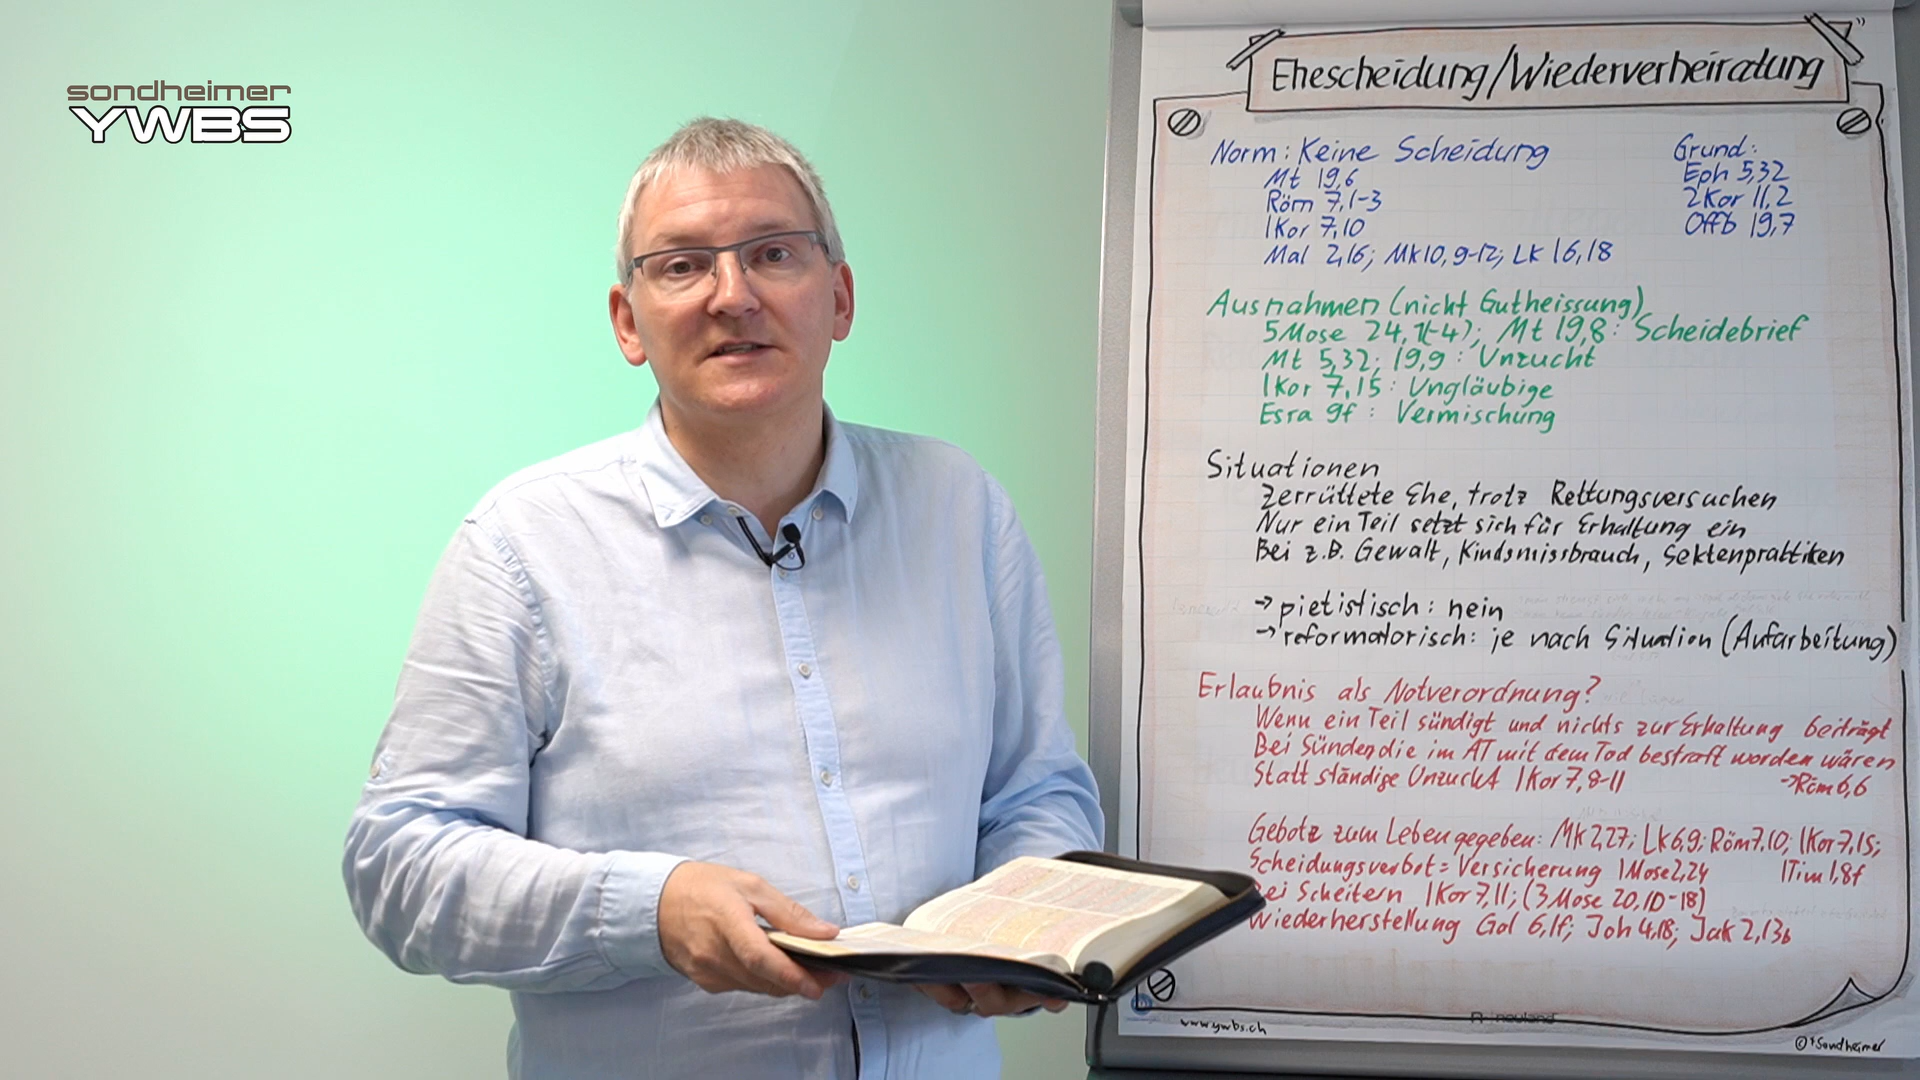 sondheimer
YWBS
Ehescheidung/Wiederverheiratung
Norm: Keine Scheidung
Mt 19,6
Röm 7,1-3
1Kor 7,10
Mal 2,16; Mk10,9-12; Lk 16,18
Grund:
Eph 5,32
2Kor 11,2
Offb 19,7
Ausnahmen (nicht Gutheissung)
5Mose 24,1(-4); Mt 19,8: Scheidebrief
Mt 5,32; 19,9: Unzucht
1Kor 7,15: Ungläubige
Esra 9f: Vermischung
Situationen
Zerrüttete Ehe, trotz Rettungsversuchen
Nur ein Teil setzt sich für Erhaltung ein
Bei z.B. Gewalt, Kindsmissbrauch, Sektenpraktiken
→ pietistisch: nein
→ reformatorisch: je nach Situation (Aufarbeitung)
Erlaubnis als Notverordnung?
Wenn ein Teil sündigt und nichts zur Erhaltung beiträgt
Bei Sünden die im AT mit dem Tod bestraft worden wären
Statt ständige Unzucht 1Kor 7,8-11 →Röm 6,6
Gebote zum Leben gegeben: Mk 2,27; Lk 6,9; Röm 7,10; 1Kor 7,15;
Scheidungsverbot = Versicherung 1Mose 2,24 1Tim 1,8f
Bei Scheitern 1Kor 7,11; (3Mose 20,10-18)
Wiederherstellung Gal 6,1f; Joh 4,18; Jak 2,13b
www.ywbs.ch
neuland
© Sondheimer